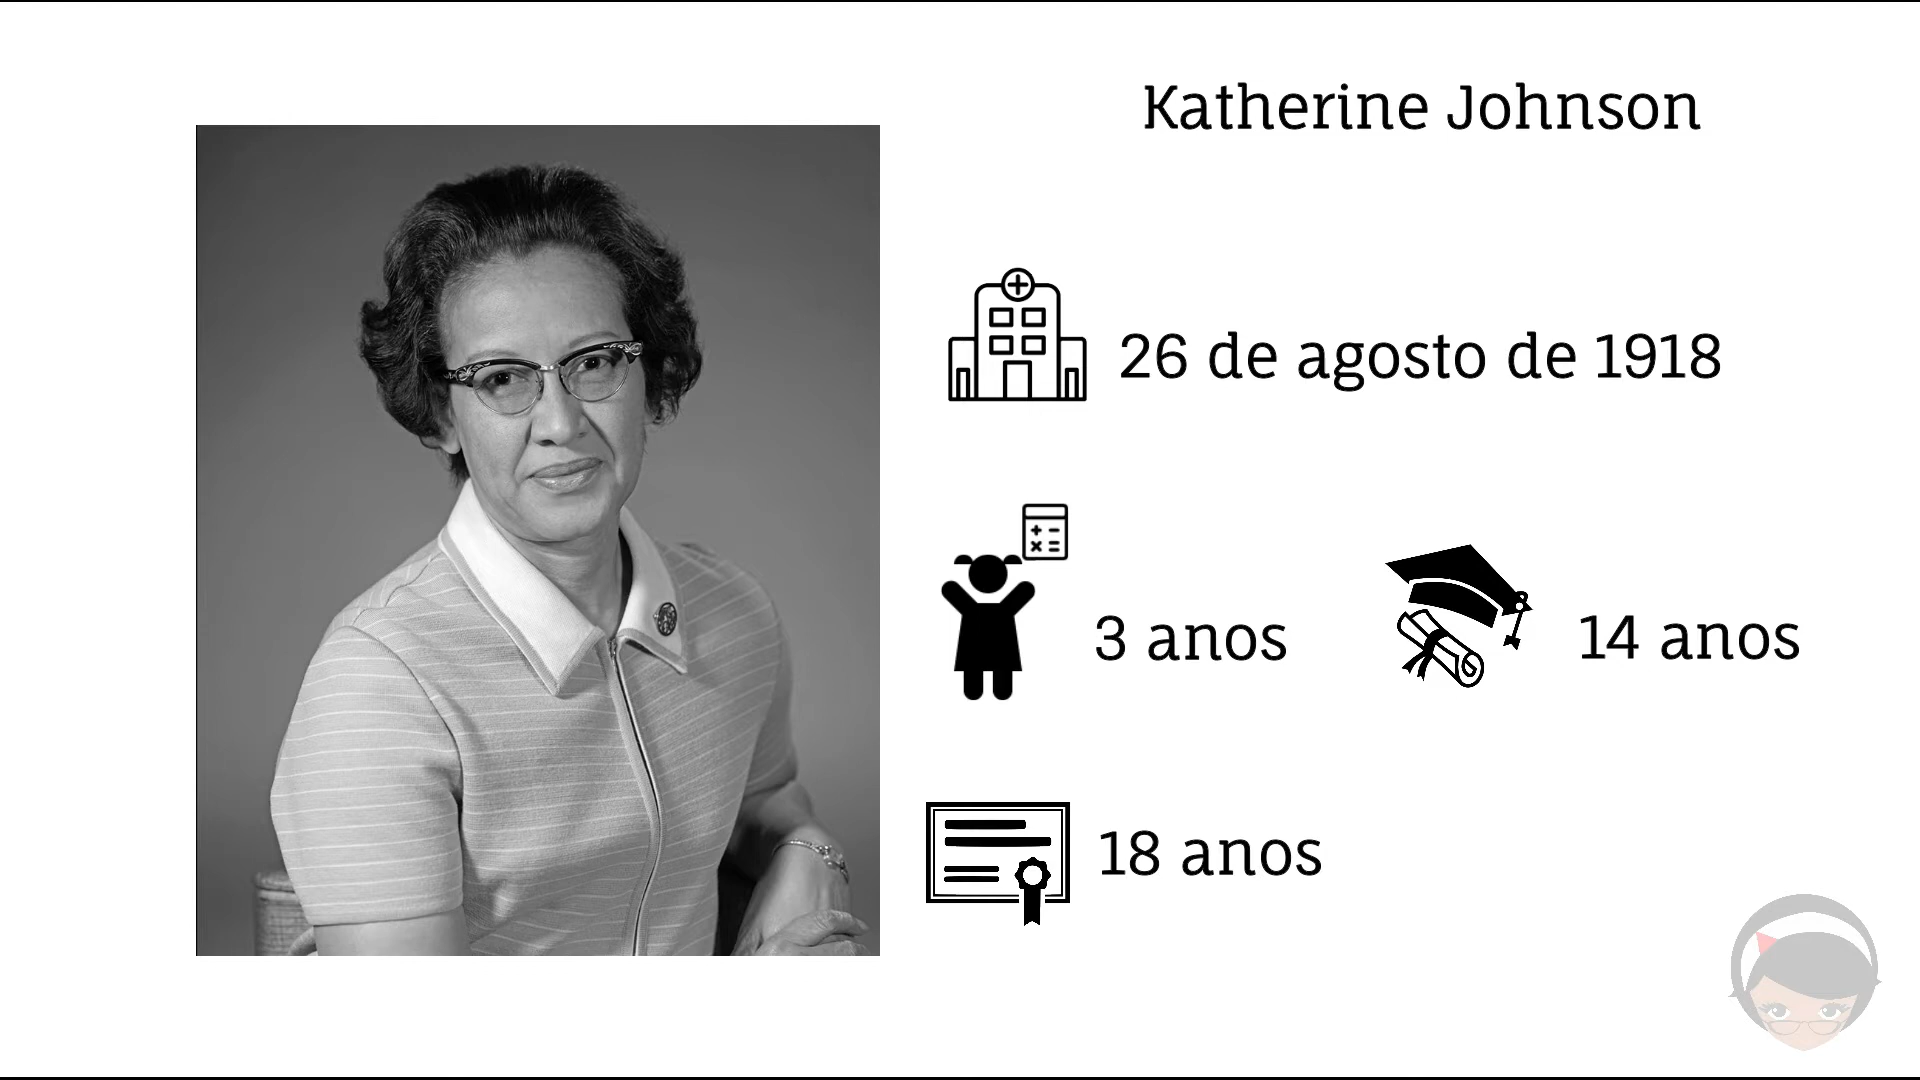 Katherine Johnson
26 de agosto de 1918
3 anos
14 anos
18 anos